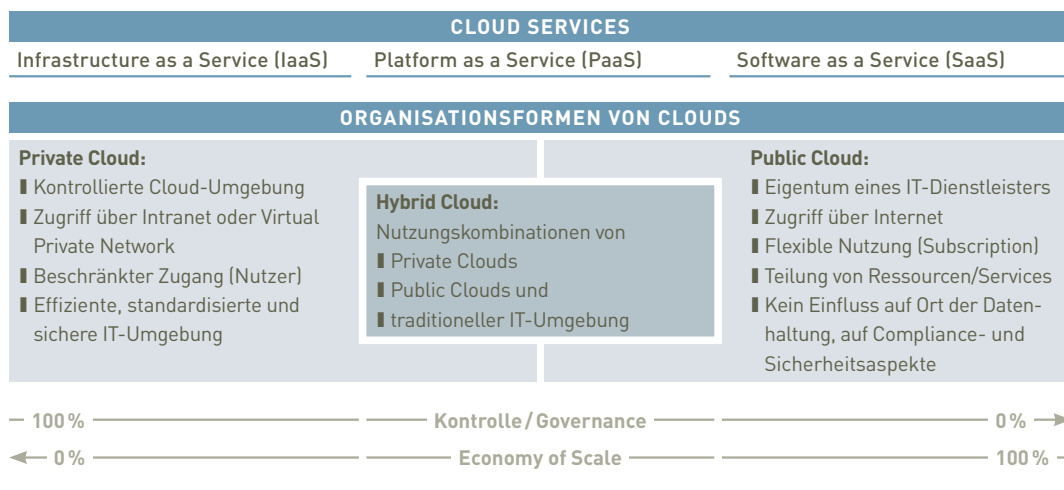 CLOUD SERVICES
Infrastructure as a Service (IaaS)
Platform as a Service (PaaS)
Software as a Service (SaaS)
ORGANISATIONSFORMEN VON CLOUDS
Private Cloud:
Kontrollierte Cloud-Umgebung
Zugriff über Intranet oder Virtual
Private Network
Beschränkter Zugang (Nutzer)
Effiziente, standardisierte und
sichere IT-Umgebung
Hybrid Cloud:
Nutzungskombinationen von
Private Clouds
Public Clouds und
traditioneller IT-Umgebung
Public Cloud:
Eigentum eines IT-Dienstleisters
Zugriff über Internet
Flexible Nutzung (Subscription)
Teilung von Ressourcen/Services
Kein Einfluss auf Ort der Daten-
haltung, auf Compliance- und
Sicherheitsaspekte
100 % Kontrolle / Governance 0 %
0 % Economy of Scale 100 %